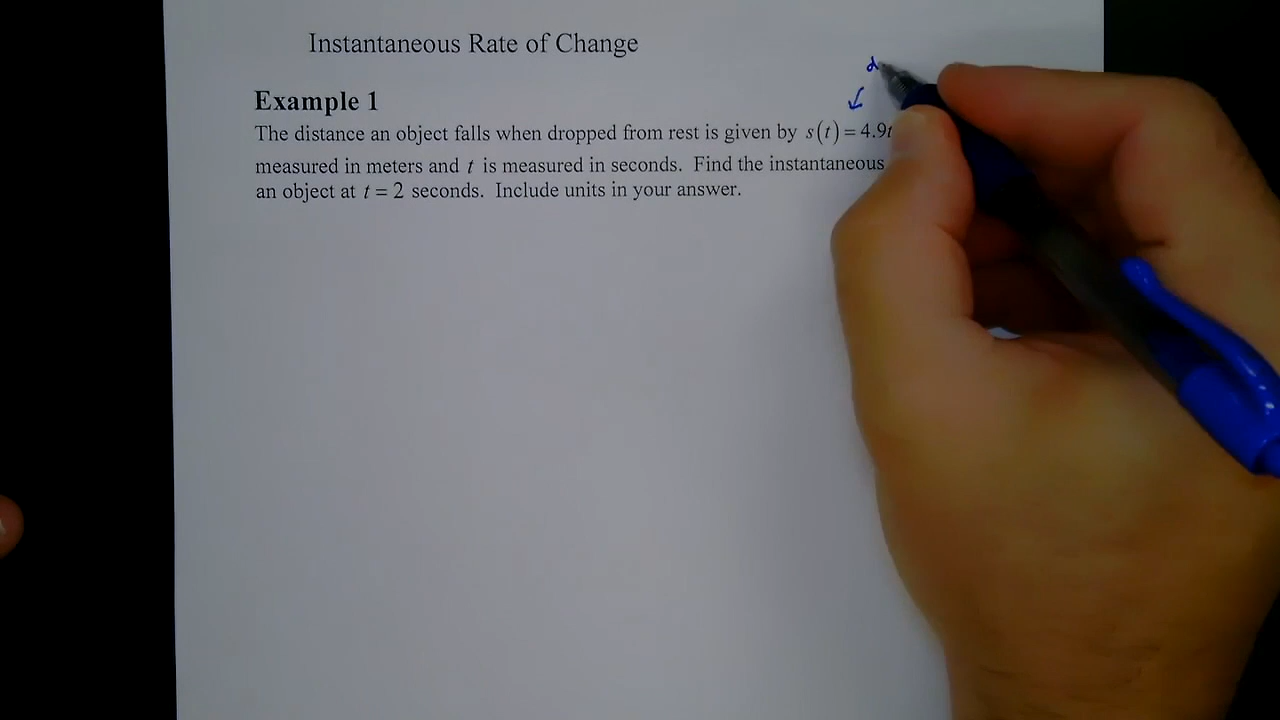 Instantaneous Rate of Change
d
Example 1
The distance an object falls when dropped from rest is given by s(t) = 4.9t
measured in meters and t is measured in seconds. Find the instantaneous
an object at t = 2 seconds. Include units in your answer.